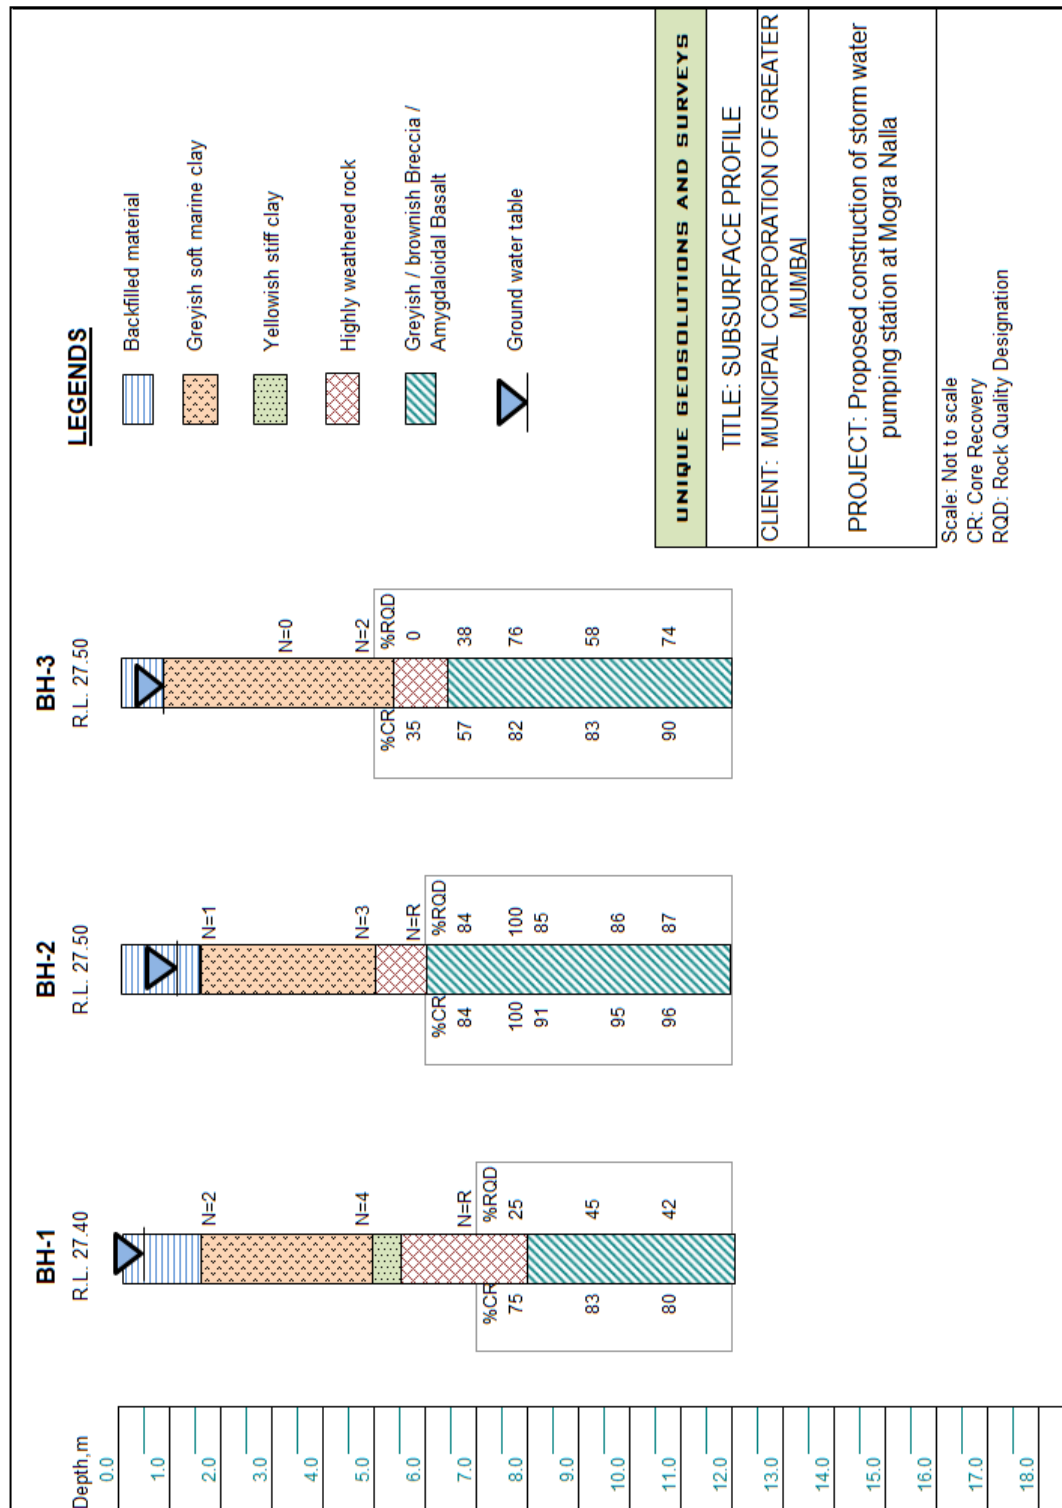 Depth,m
0.0
1.0
2.0
3.0
4.0
5.0
6.0
7.0
8.0
9.0
10.0
11.0
12.0
13.0
14.0
15.0
16.0
17.0
18.0
BH-1
R.L. 27.40
N=2
N=4
N=R
%CR
%RQD
75
25
83
45
80
42
BH-2
R.L. 27.50
N=1
N=3
N=R
%CR
%RQD
84
84
100
100
91
85
95
86
96
87
BH-3
R.L. 27.50
N=0
N=2
%CR
%RQD
35
0
57
38
82
76
83
58
90
74
LEGENDS
Backfilled material
Greyish soft marine clay
Yellowish stiff clay
Highly weathered rock
Greyish / brownish Breccia /
Amygdaloidal Basalt
Ground water table
UNIQUE GEOSOLUTIONS AND SURVEYS
TITLE: SUBSURFACE PROFILE
CLIENT: MUNICIPAL CORPORATION OF GREATER
MUMBAI
PROJECT: Proposed construction of storm water
pumping station at Mogra Nalla
Scale: Not to scale
CR: Core Recovery
RQD: Rock Quality Designation